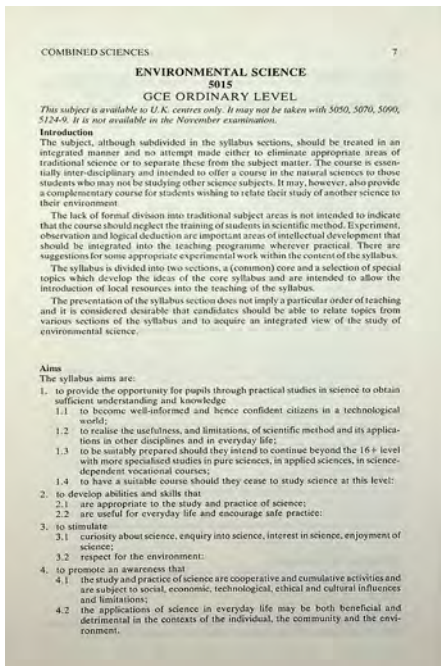 COMBINED SCIENCES 7
ENVIRONMENTAL SCIENCE
5015
GCE ORDINARY LEVEL
This subject is available to U.K. centres only. It may not be taken with 5050, 5070, 5090,
5124-9. It is not available in the November examination.
Introduction
The subject, although subdivided in the syllabus sections, should be treated in an
integrated manner and no attempt made either to eliminate appropriate areas of
traditional science or to separate these from the subject matter. The course is essen-
tially inter-disciplinary and intended to offer a course in the natural sciences to those
students who may not be studying other science subjects. It may, however, also provide
a complementary course for students wishing to relate their study of another science to
their environment.
The lack of formal division into traditional subject areas is not intended to indicate
that the course should neglect the training of students in scientific method. Experiment,
observation and logical deduction are important areas of intellectual development that
should be integrated into the teaching programme wherever practical. There are
suggestions for some appropriate experimental work within the content of the syllabus.
The syllabus is divided into two sections, a (common) core and a selection of special
topics which develop the ideas of the core syllabus and are intended to allow the
introduction of local resources into the teaching of the syllabus.
The presentation of the syllabus section does not imply a particular order of teaching
and it is considered desirable that candidates should be able to relate topics from
various sections of the syllabus and to acquire an integrated view of the study of
environmental science.
Aims
The syllabus aims are:
1. to provide the opportunity for pupils through practical studies in science to obtain
sufficient understanding and knowledge
1.1 to become well-informed and hence confident citizens in a technological
world;
1.2 to realise the usefulness, and limitations, of scientific method and its applica-
tions in other disciplines and in everyday life;
1.3 to be suitably prepared should they intend to continue beyond the 16+ level
with more specialised studies in pure sciences, in applied sciences, in science-
dependent vocational courses;
1.4 to have a suitable course should they cease to study science at this level:
2. to develop abilities and skills that
2.1 are appropriate to the study and practice of science;
2.2 are useful for everyday life and encourage safe practice:
3. to stimulate
3.1 curiosity about science, enquiry into science, interest in science, enjoyment of
science;
3.2 respect for the environment:
4. to promote an awareness that
4.1 the study and practice of science are cooperative and cumulative activities and
are subject to social, economic, technological, ethical and cultural influences
and limitations;
4.2 the applications of science in everyday life may be both beneficial and
detrimental in the contexts of the individual, the community and the envi-
ronment.